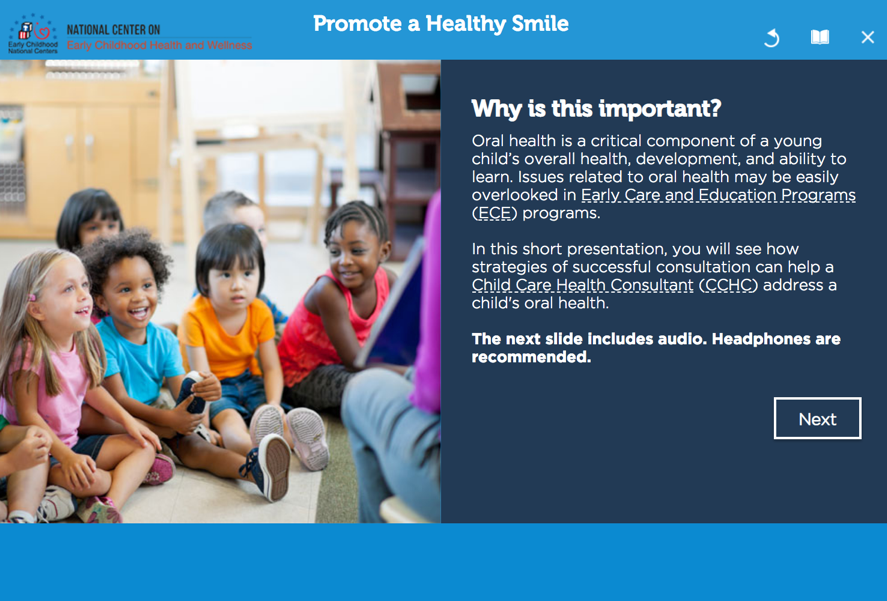 Early Childhood
National Centers
NATIONAL CENTER ON
Early Childhood Health and Wellness
Promote a Healthy Smile
Why is this important?
Oral health is a critical component of a young
child's overall health, development, and ability to
learn. Issues related to oral health may be easily
overlooked in Early Care and Education Programs
(ECE) programs.
In this short presentation, you will see how
strategies of successful consultation can help a
Child Care Health Consultant (CCHC) address a
child's oral health.
The next slide includes audio. Headphones are
recommended.
Next